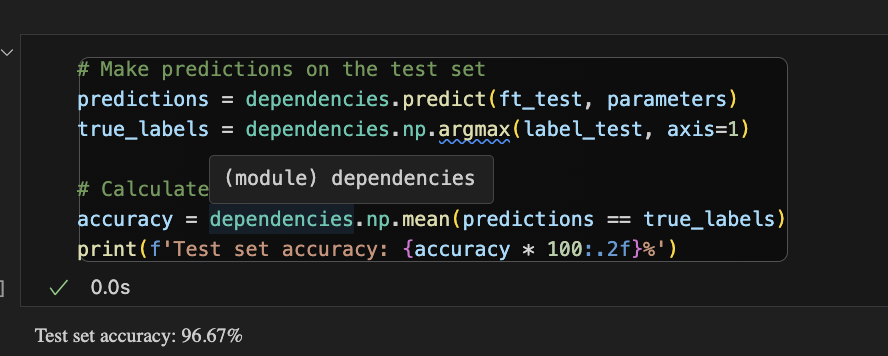 # Make predictions on the test set
predictions = dependencies.predict(ft_test, parameters)
true_labels = dependencies.np.argmax(label_test, axis=1)
(module) dependencies
# Calculate
accuracy = dependencies.np.mean(predictions == true_labels)
print(f'Test set accuracy: {accuracy * 100:.2f}%')
] 0.0s
Test set accuracy: 96.67%